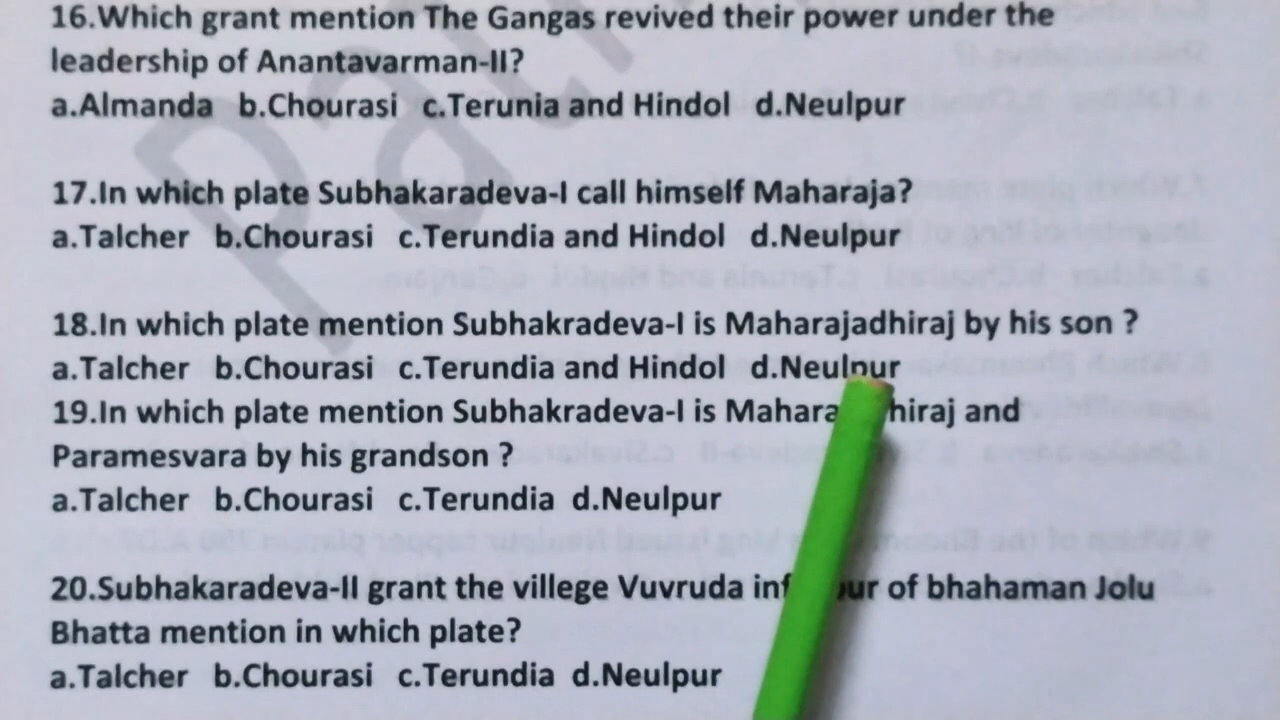 16.Which grant mention The Gangas revived their power under the
leadership of Anantavarman-II?
a.Almanda b.Chourasi c.Terunia and Hindol d.Neulpur
17.In which plate Subhakaradeva-I call himself Maharaja?
a.Talcher b.Chourasi c.Terundia and Hindol d.Neulpur
18.In which plate mention Subhakradeva-I is Maharajadhiraj by his son ?
a.Talcher b.Chourasi c.Terundia and Hindol d.Neulpur
19.In which plate mention Subhakradeva-I is and
Paramesvara by his grandson ?
a.Talcher b.Chourasi c.Terundia d.Neulpur
20.Subhakaradeva-II grant the villege Vuvruda of bhahaman Jolu
Bhatta mention in which plate?
a.Talcher b.Chourasi c.Terundia d.Neulpur